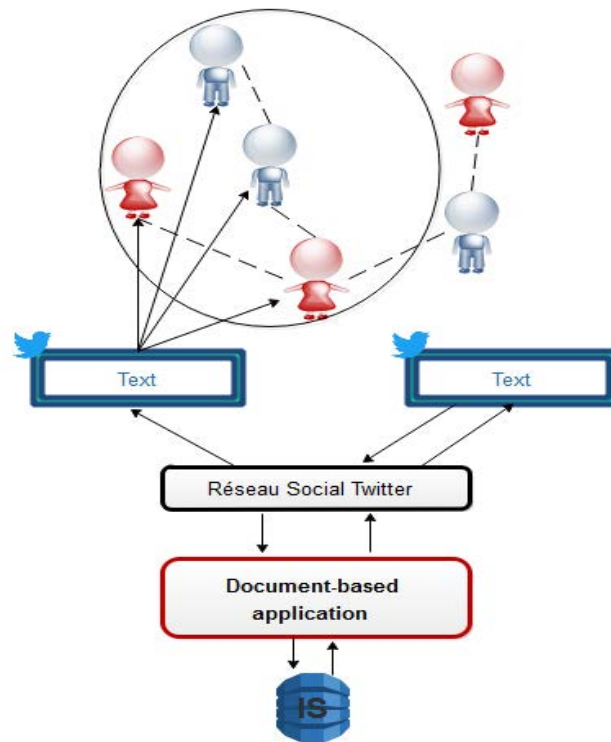 Text
Text
Réseau Social Twitter
Document-based
application
IS